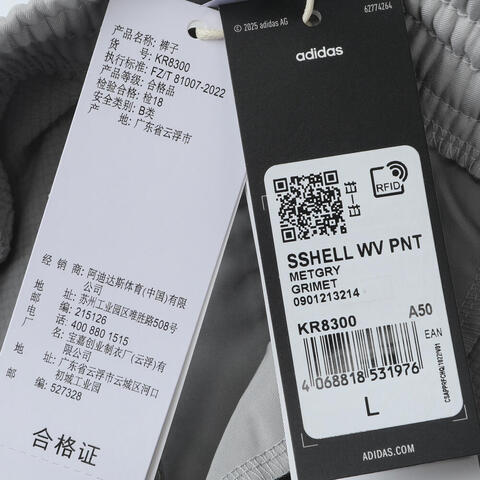 产品名称: 裤子
货 号: KR8300
执行标准: FZ/T 81007-2022
产品等级: 合格品
检验合格: 检18
安全类别: B类
产 地: 广东省云浮市
经 销 商: 阿迪达斯体育(中国)有限
公司
地 址: 苏州工业园区唯胜路508号
邮 编: 215126
电 话: 400 880 1515
厂 名: 宝嘉创业制衣厂(云浮)有
限公司
地 址: 广东省云浮市云城区河口
初城工业园
邮 编: 527328
合格证
© 2025 adidas AG
62774264
adidas
RFID
SSHELL WV PNT
METGRY
GRIMET
0901213214
KR8300
A50
EAN
4 068818 531976
L
ADIDAS.COM